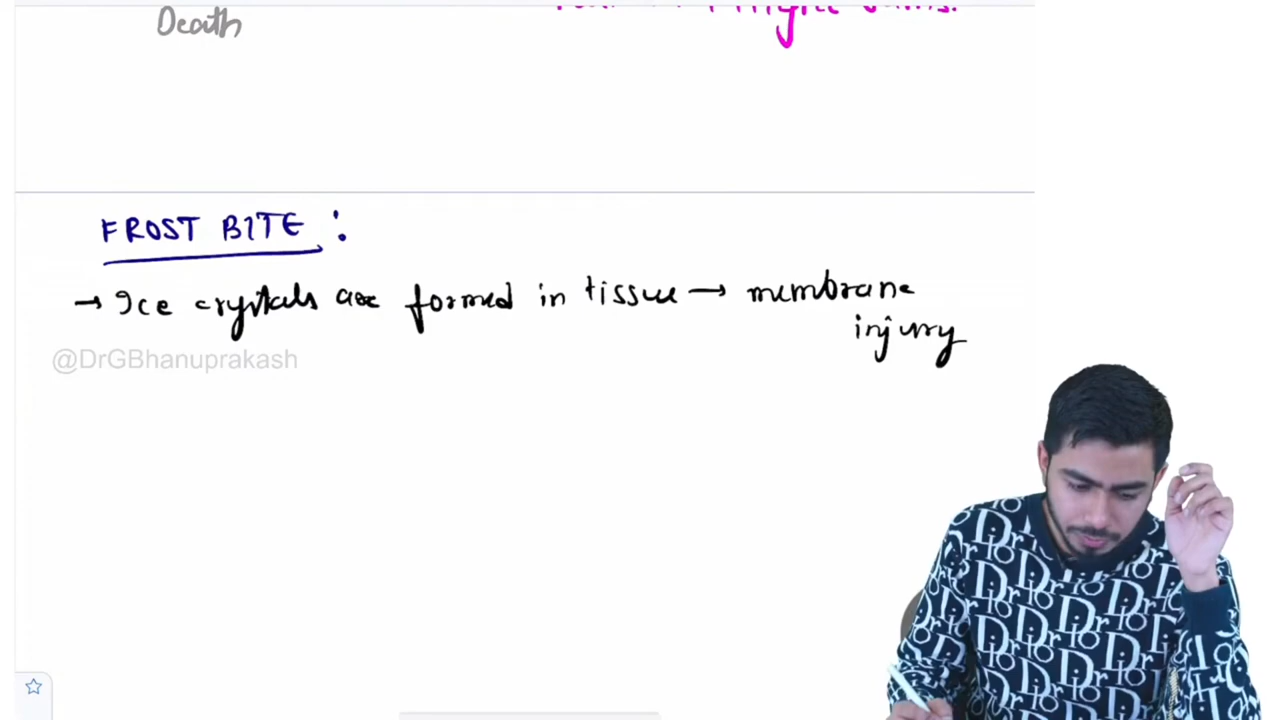 Death
FROST BITE :
→ Ice crystals are formed in tissue → membrane
injury
@DrGBhanuprakash